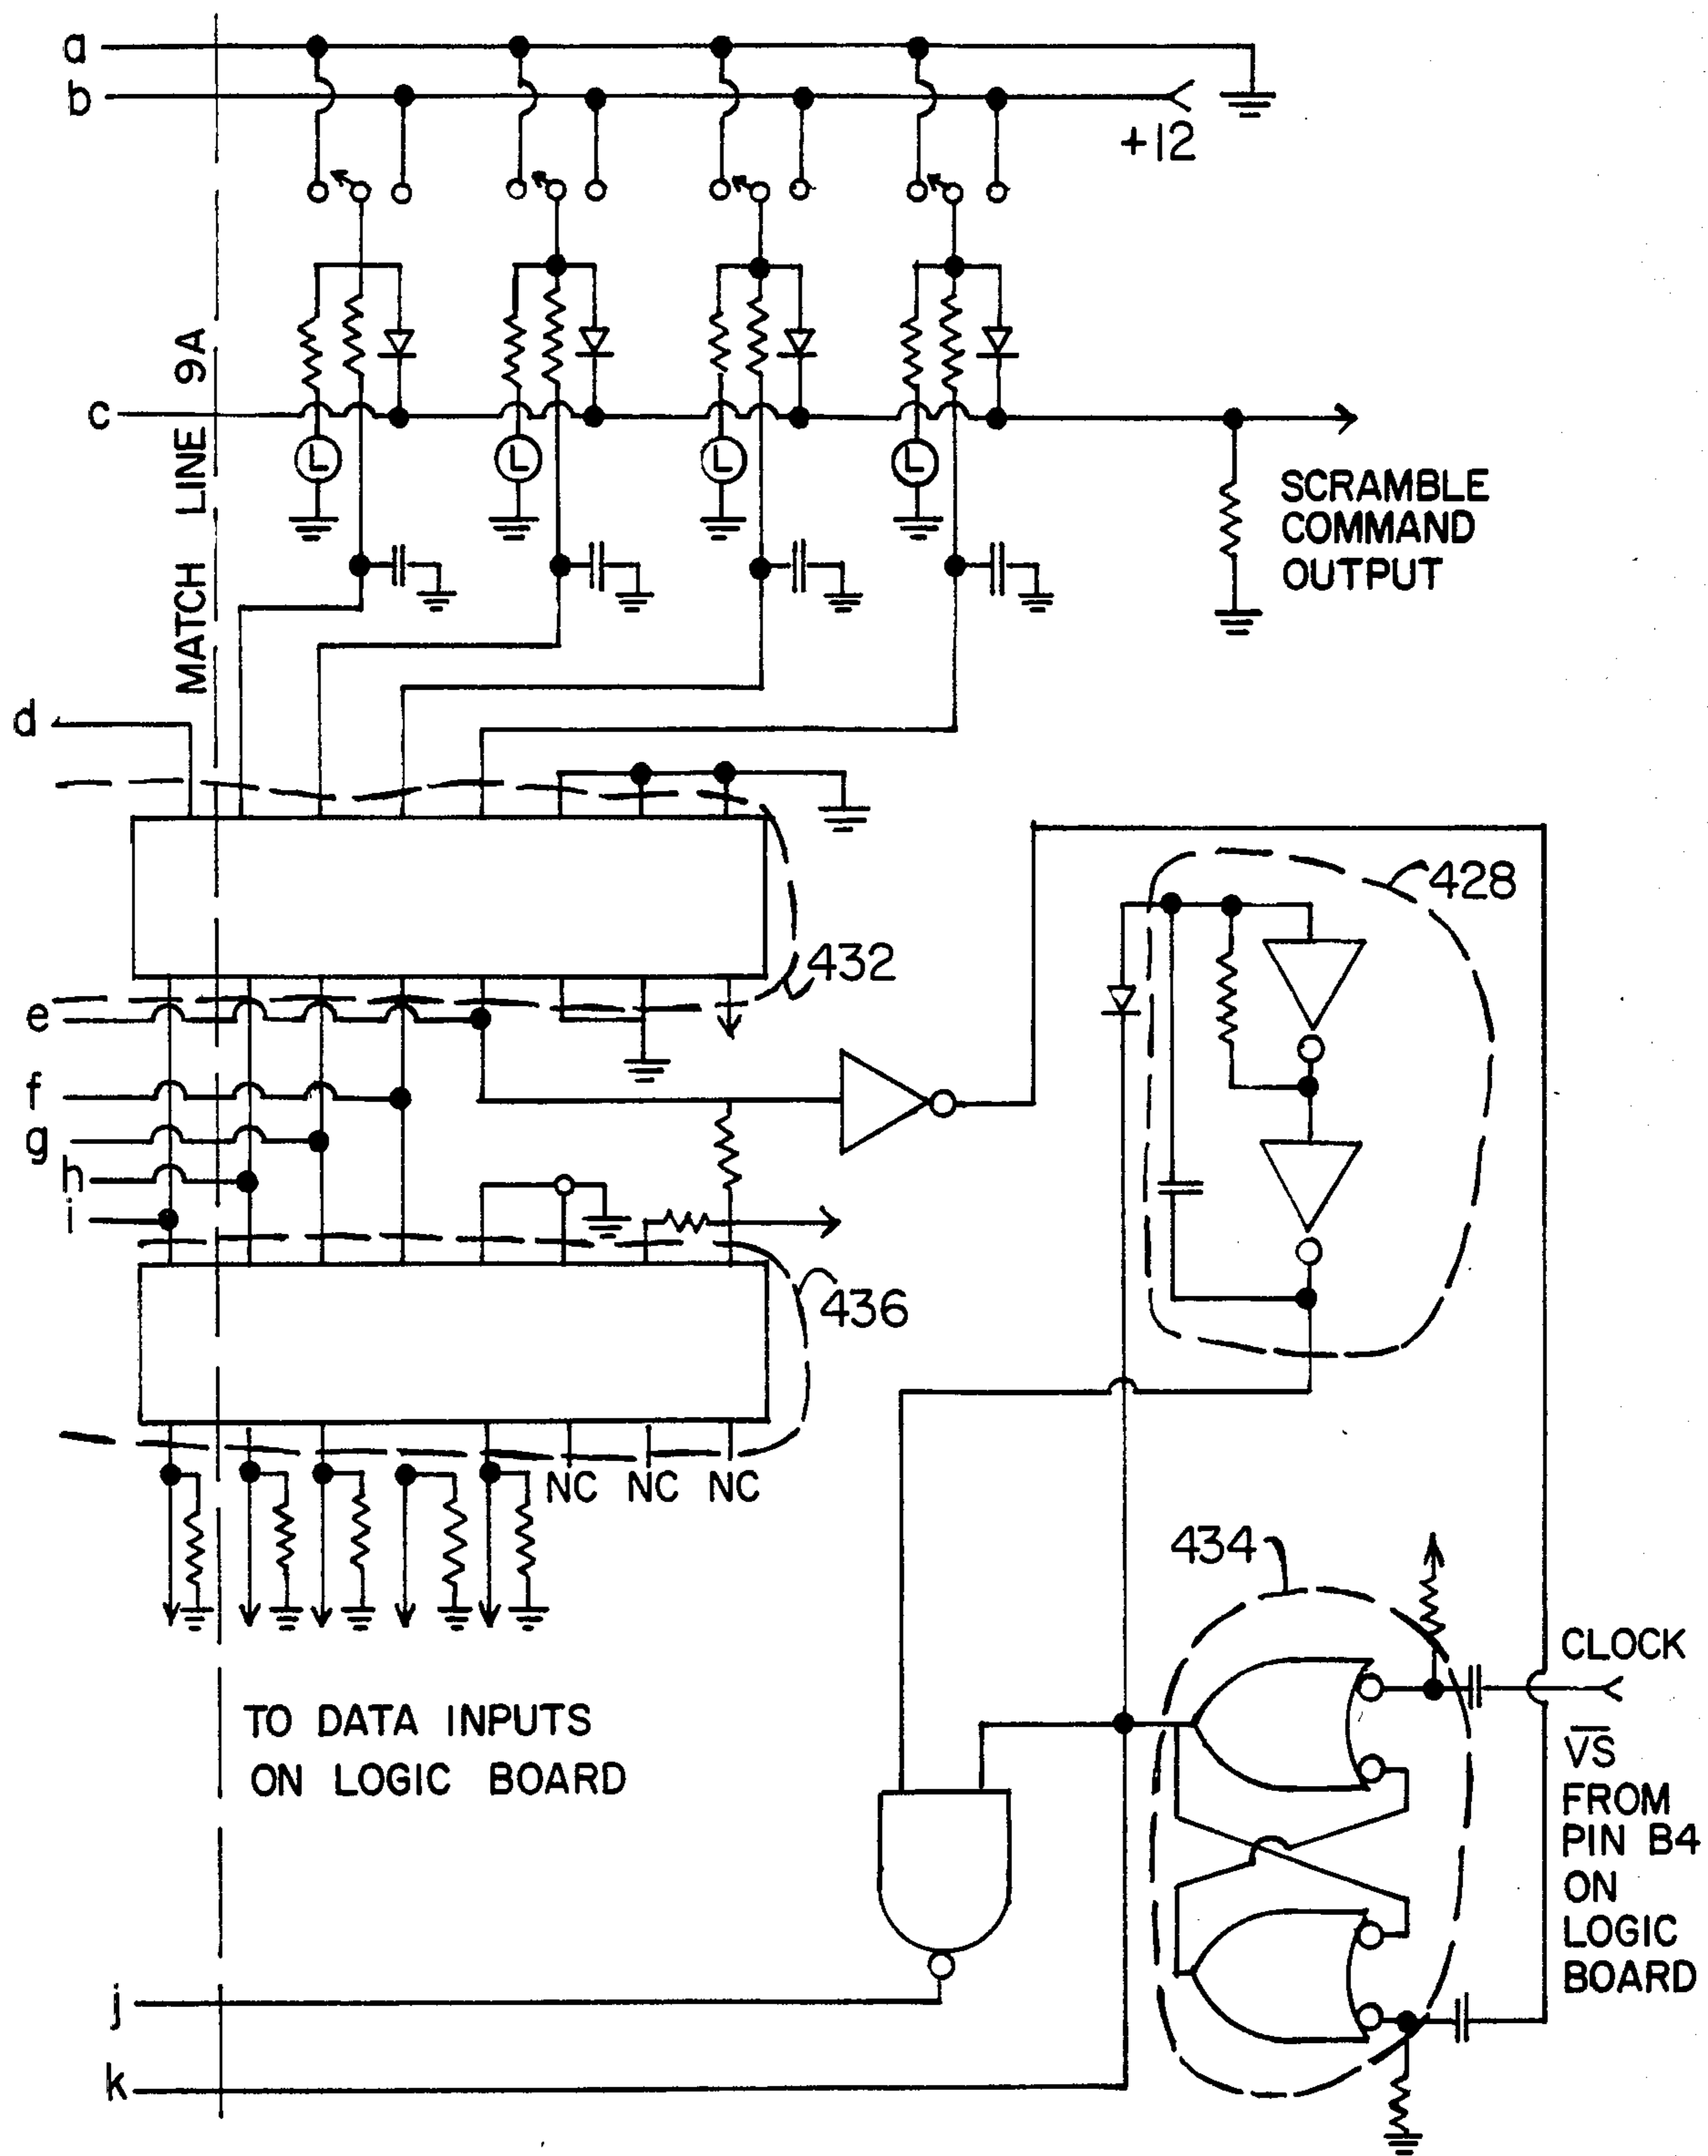 a
b
+12
MATCH LINE 9A
c
L L L L
SCRAMBLE
COMMAND
OUTPUT
d
428
432
e
f
g
h
i
436
NC NC NC
434
CLOCK
V̅S̅
FROM
PIN B4
ON
LOGIC
BOARD
TO DATA INPUTS
ON LOGIC BOARD
j
k